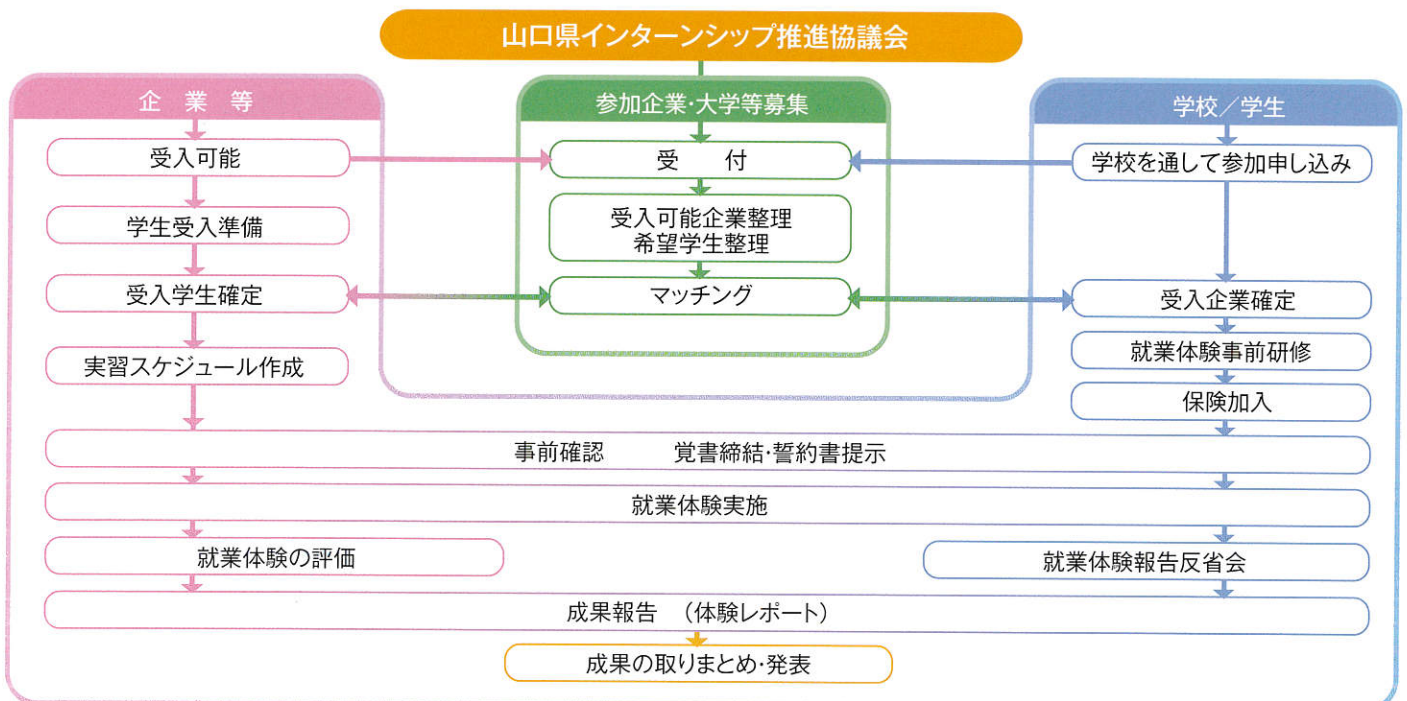 山口県インターンシップ推進協議会
企業等
受入可能
学生受入準備
受入学生確定
実習スケジュール作成
参加企業・大学等募集
受付
受入可能企業整理
希望学生整理
マッチング
学校／学生
学校を通して参加申し込み
受入企業確定
就業体験事前研修
保険加入
事前確認　覚書締結・誓約書提示
就業体験実施
就業体験の評価
就業体験報告反省会
成果報告　（体験レポート）
成果の取りまとめ・発表